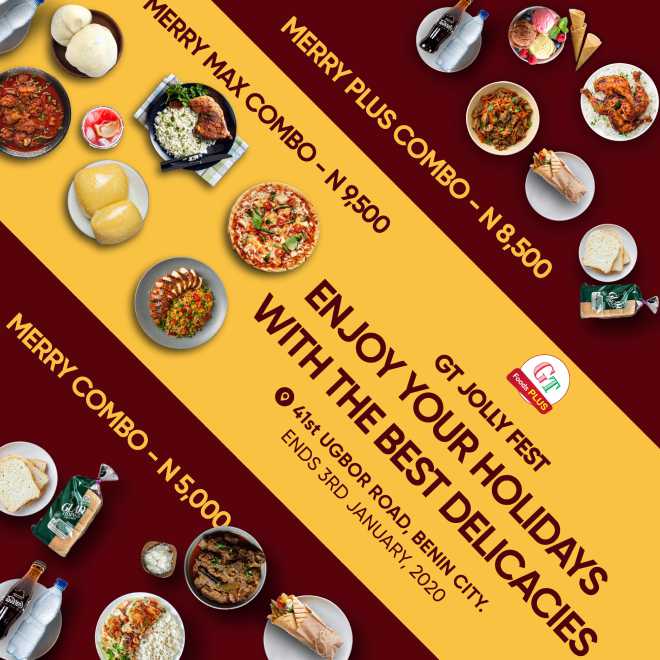 MERRY MAX COMBO - N 9,500
MERRY PLUS COMBO - N 8,500
MERRY COMBO - N 5,000
GT JOLLY FEST
ENJOY YOUR HOLIDAYS
WITH THE BEST DELICACIES
41st UGBOR ROAD, BENIN CITY.
ENDS 3RD JANUARY, 2020
GT
Foods PLUS